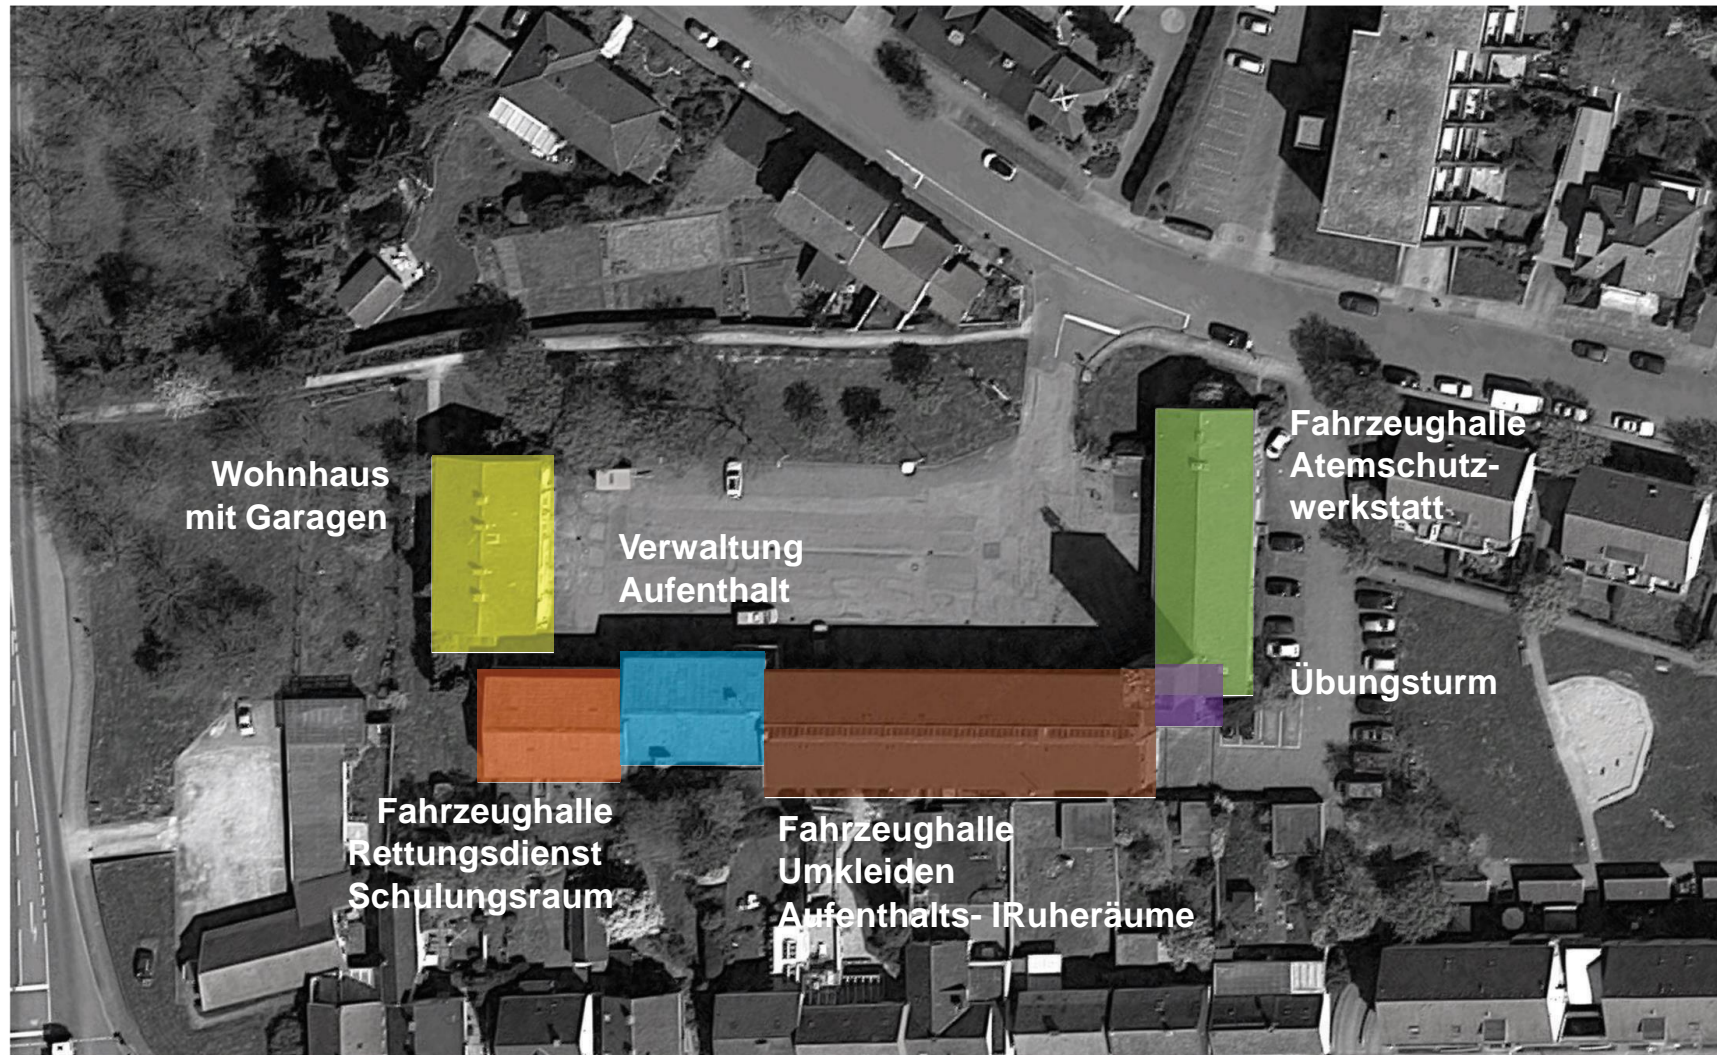 Fahrzeughalle
Atemschutz-
werkstatt
Wohnhaus
mit Garagen
Verwaltung
Aufenthalt
Übungsturm
Fahrzeughalle
Rettungsdienst
Schulungsraum
Fahrzeughalle
Umkleiden
Aufenthalts- IRuheräume